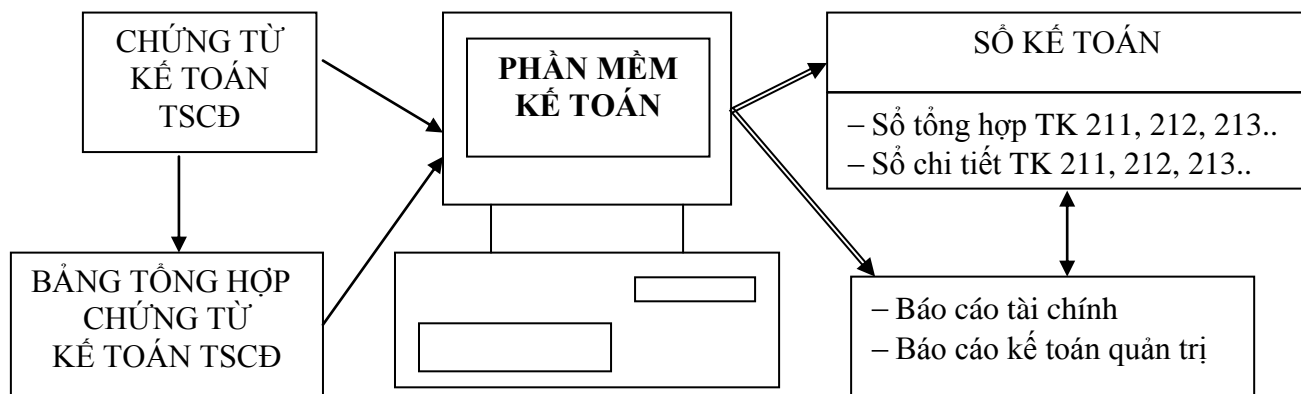 CHỨNG TỪ
KẾ TOÁN
TSCĐ
BẢNG TỔNG HỢP
CHỨNG TỪ
KẾ TOÁN TSCĐ
PHẦN MỀM
KẾ TOÁN
SỔ KẾ TOÁN
– Sổ tổng hợp TK 211, 212, 213..
– Sổ chi tiết TK 211, 212, 213..
– Báo cáo tài chính
– Báo cáo kế toán quản trị